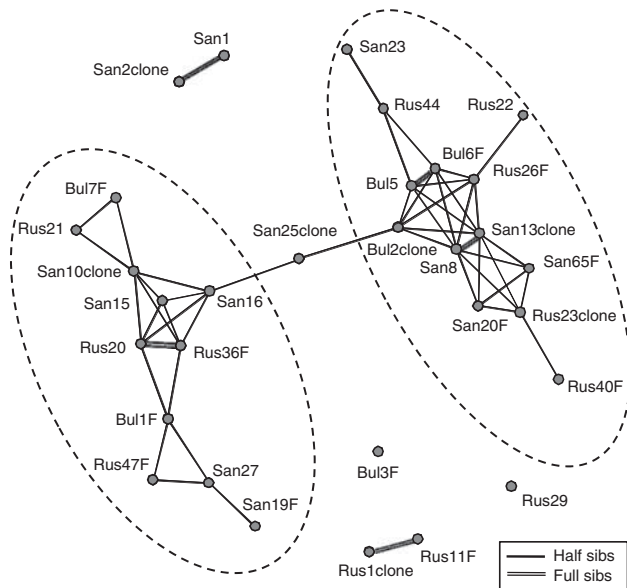 San1
San2clone
San23
Rus44
Rus22
Bul6F
Rus26F
Bul5
Bul7F
Rus21
San25clone
Bul2clone
San13clone
San8
San65F
San10clone
San15
San16
San20F
Rus23clone
Rus20
Rus36F
Rus40F
Bul1F
Rus47F
San27
Bul3F
San19F
Rus29
Rus11F
Rus1clone
Half sibs
Full sibs